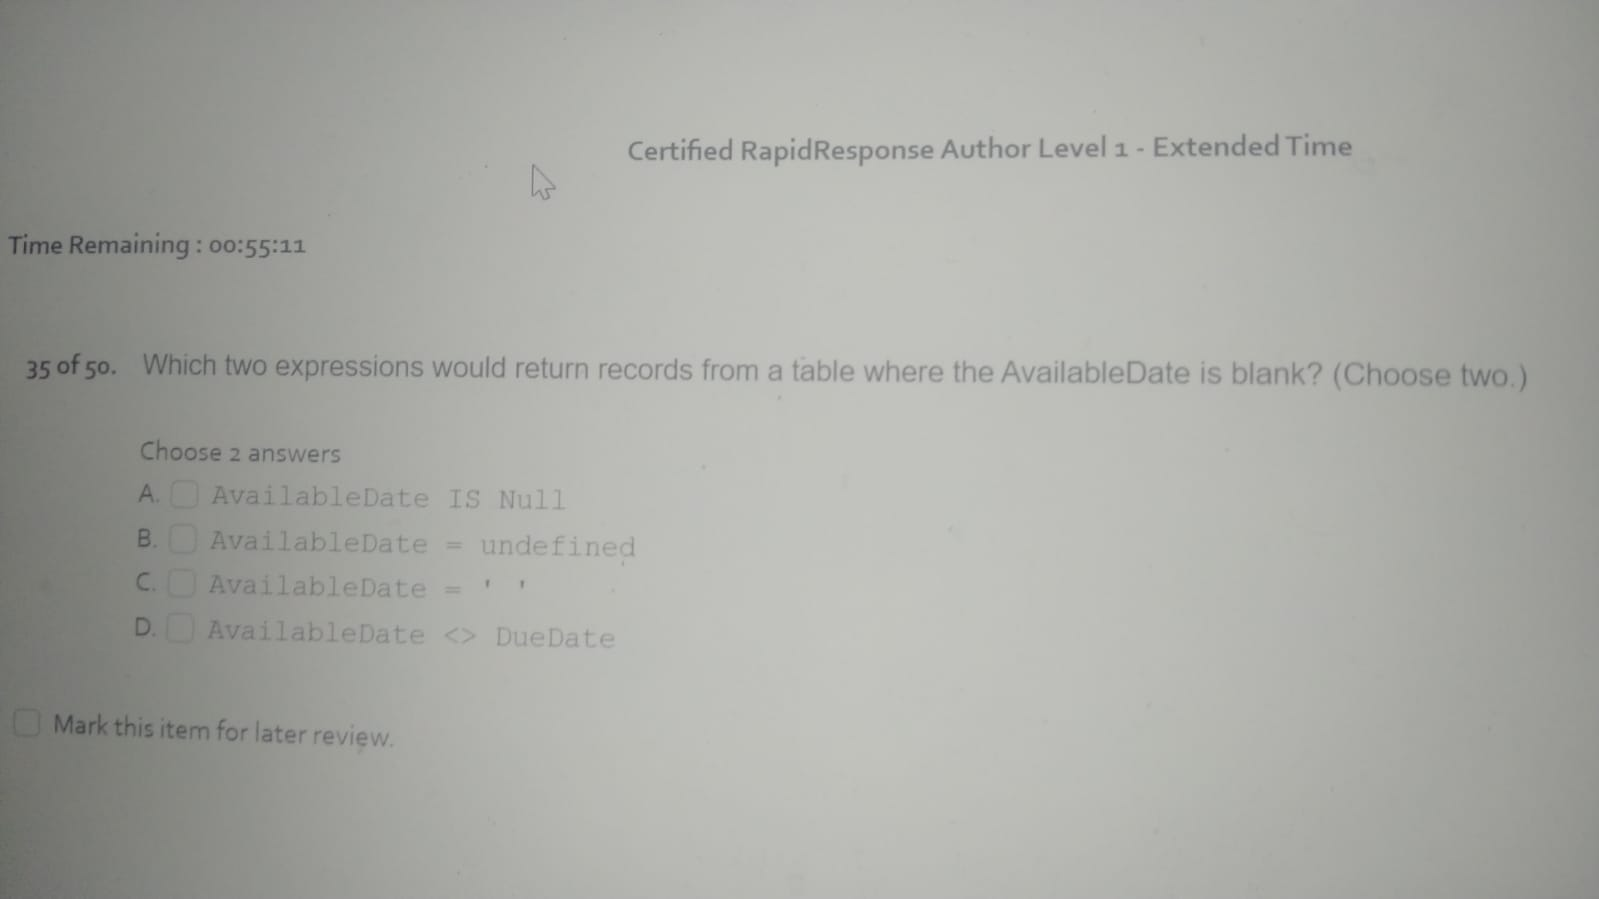 Certified RapidResponse Author Level 1 - Extended Time
Time Remaining : 00:55:11
35 of 50. Which two expressions would return records from a table where the AvailableDate is blank? (Choose two.)
Choose 2 answers
A. AvailableDate IS Null
B. AvailableDate = undefined
C. AvailableDate = ' '
D. AvailableDate <> DueDate
Mark this item for later review.